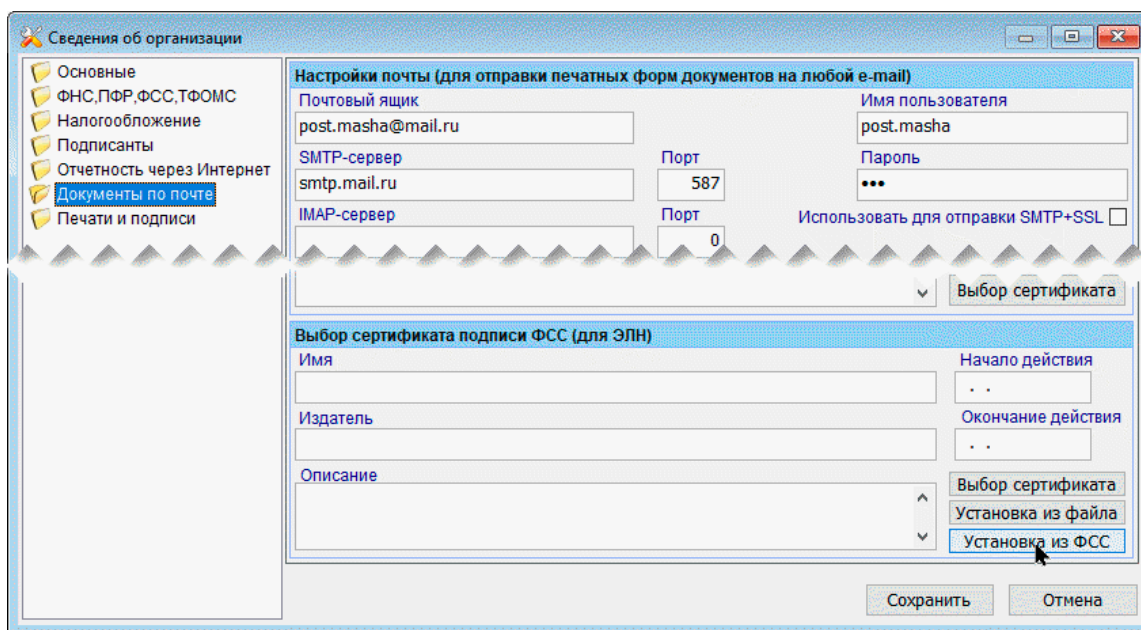 Сведения об организации
Основные
ФНС,ПФР,ФСС,ТФОМС
Налогообложение
Подписанты
Отчетность через Интернет
Документы по почте
Печати и подписи
Настройки почты (для отправки печатных форм документов на любой e-mail)
Почтовый ящик Имя пользователя
post.masha@mail.ru post.masha
SMTP-сервер Порт Пароль
smtp.mail.ru 587 •••
IMAP-сервер Порт Использовать для отправки SMTP+SSL
0
Выбор сертификата
Выбор сертификата подписи ФСС (для ЭЛН)
Имя Начало действия
. .
Издатель Окончание действия
. .
Описание
Выбор сертификата
Установка из файла
Установка из ФСС
Сохранить Отмена